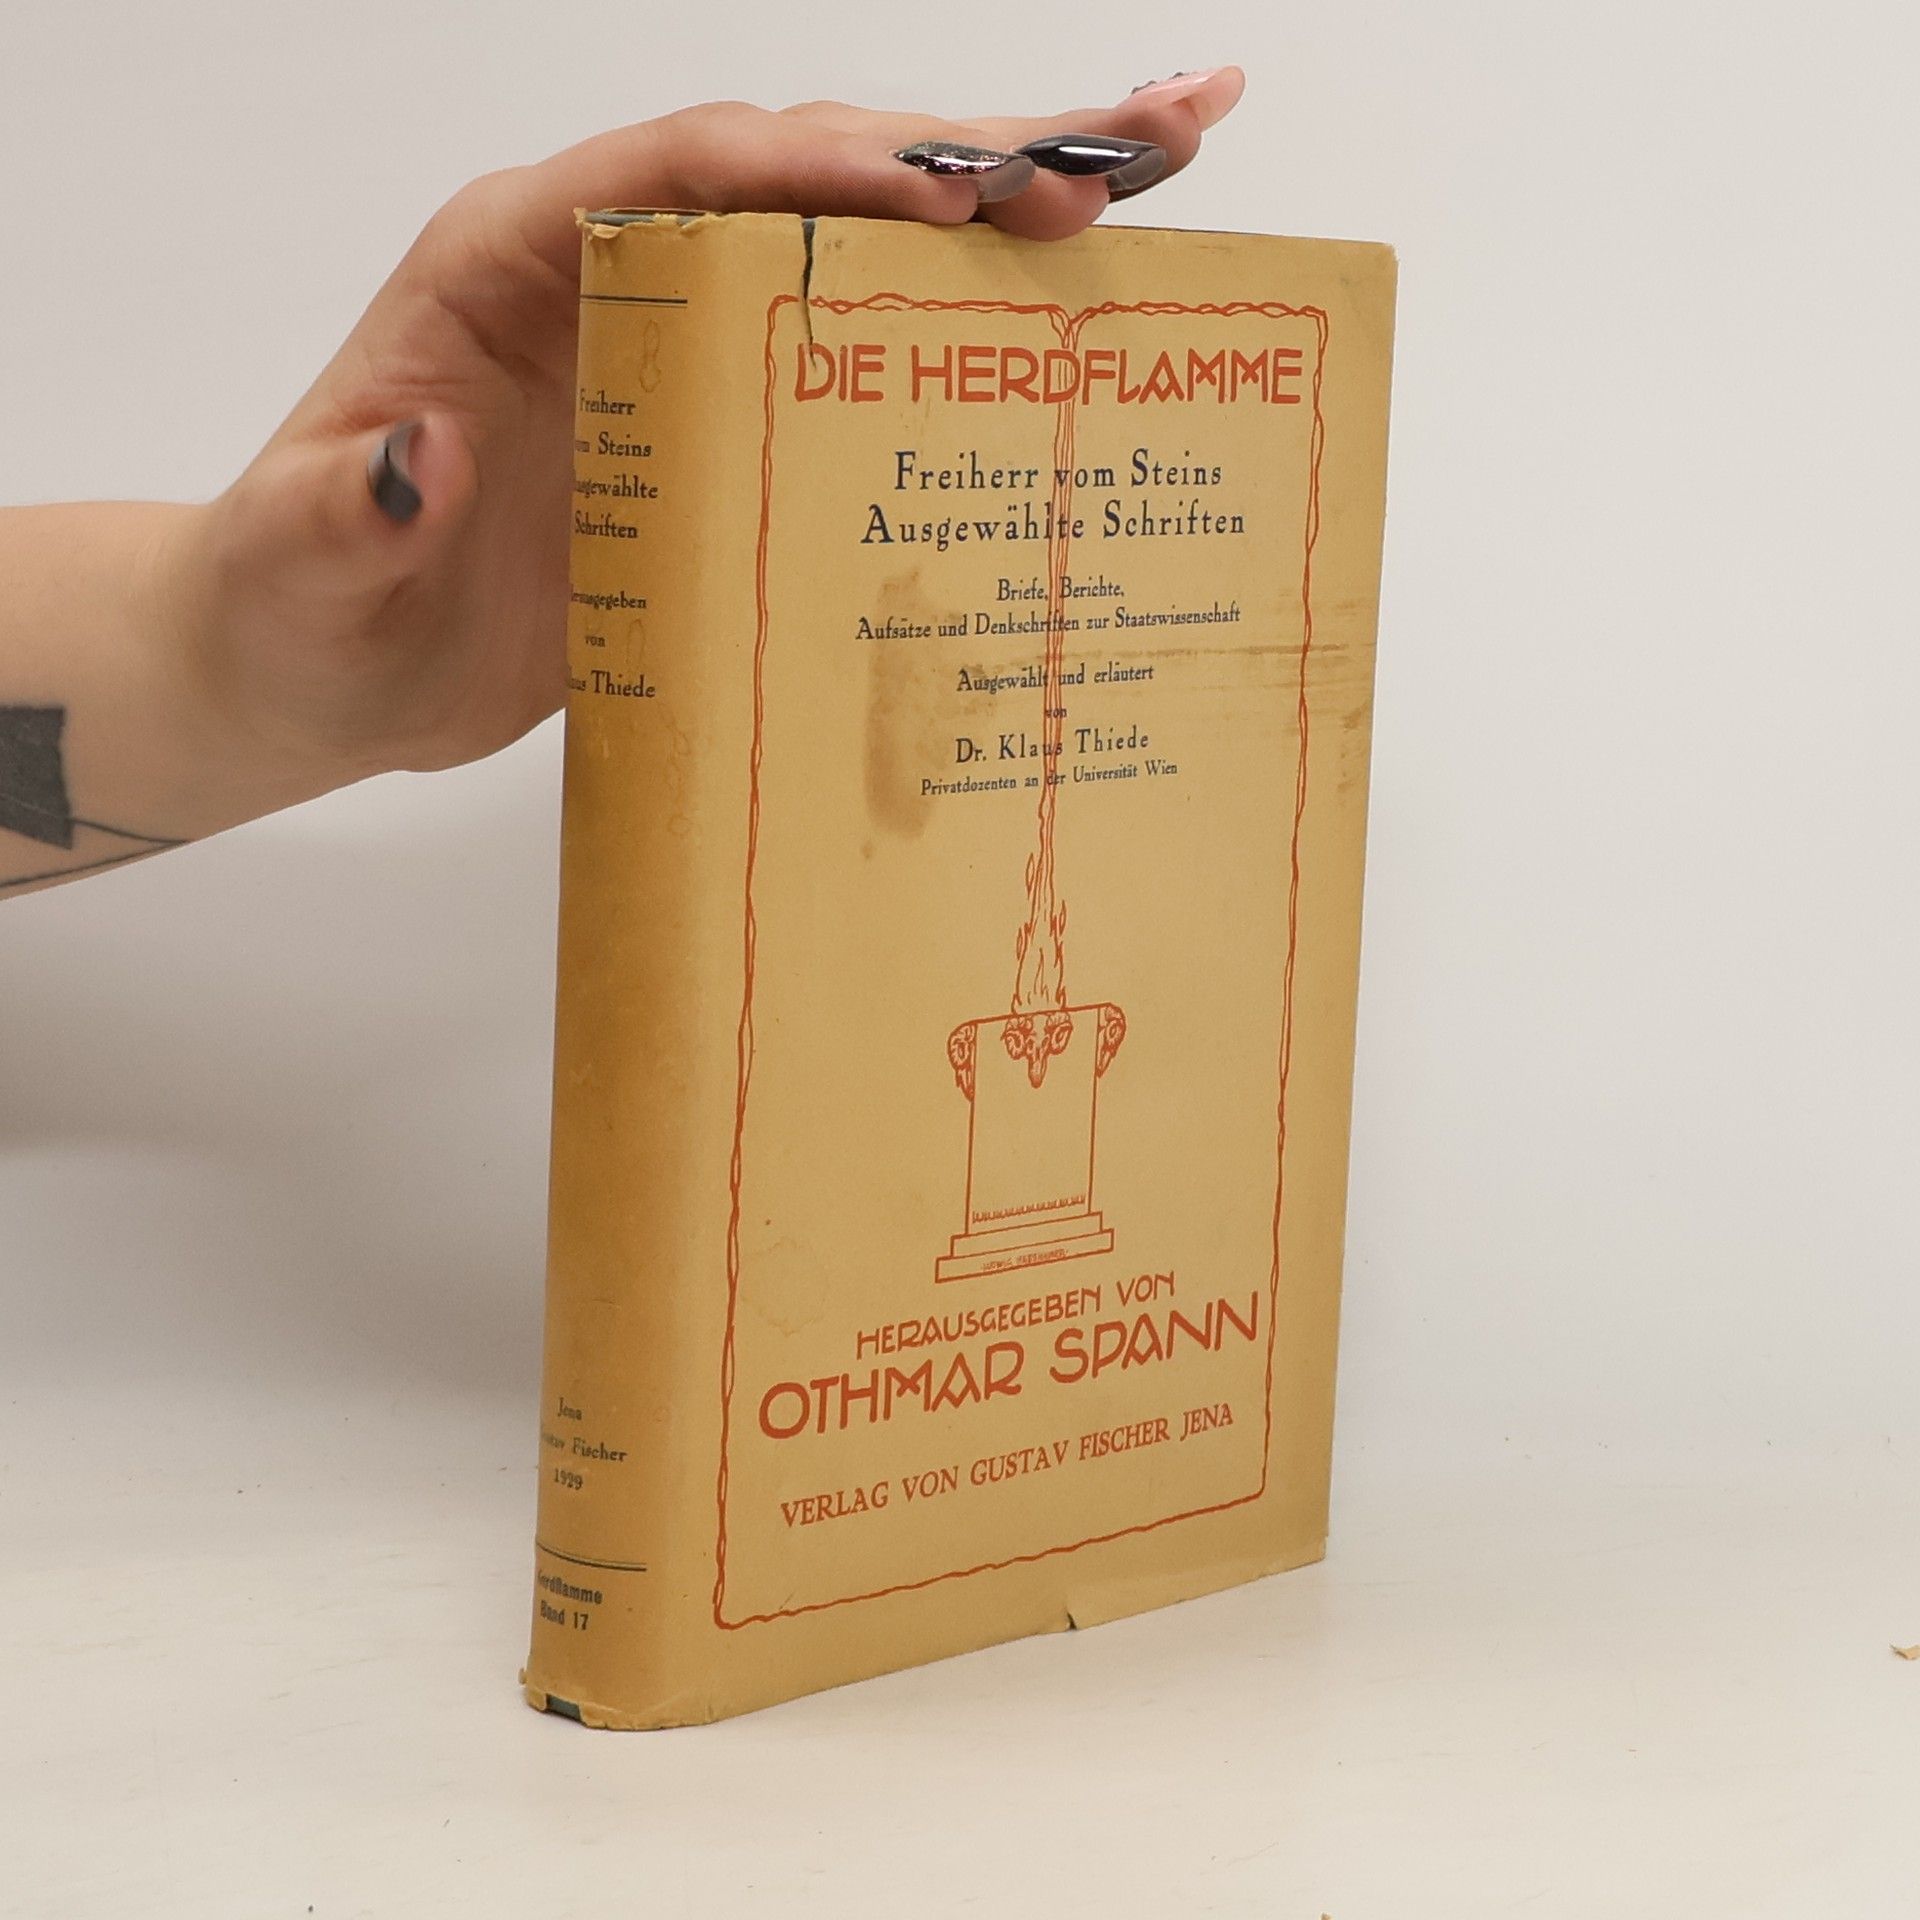 DIE HERDFLAMME
Freiherr vom Steins
Ausgewählte Schriften
Briefe, Berichte,
Aufsätze und Denkschriften zur Staatswissenschaft
Ausgewählt und erläutert
von
Dr. Klaus Thiede
Privatdozenten an der Universität Wien
HERAUSGEGEBEN VON
OTHMAR SPANN
VERLAG VON GUSTAV FISCHER JENA
Freiherr
vom Steins
Ausgewählte
Schriften
Herausgegeben
von
Klaus Thiede
Jena
Gustav Fischer
1929
Herdflamme
Band 17